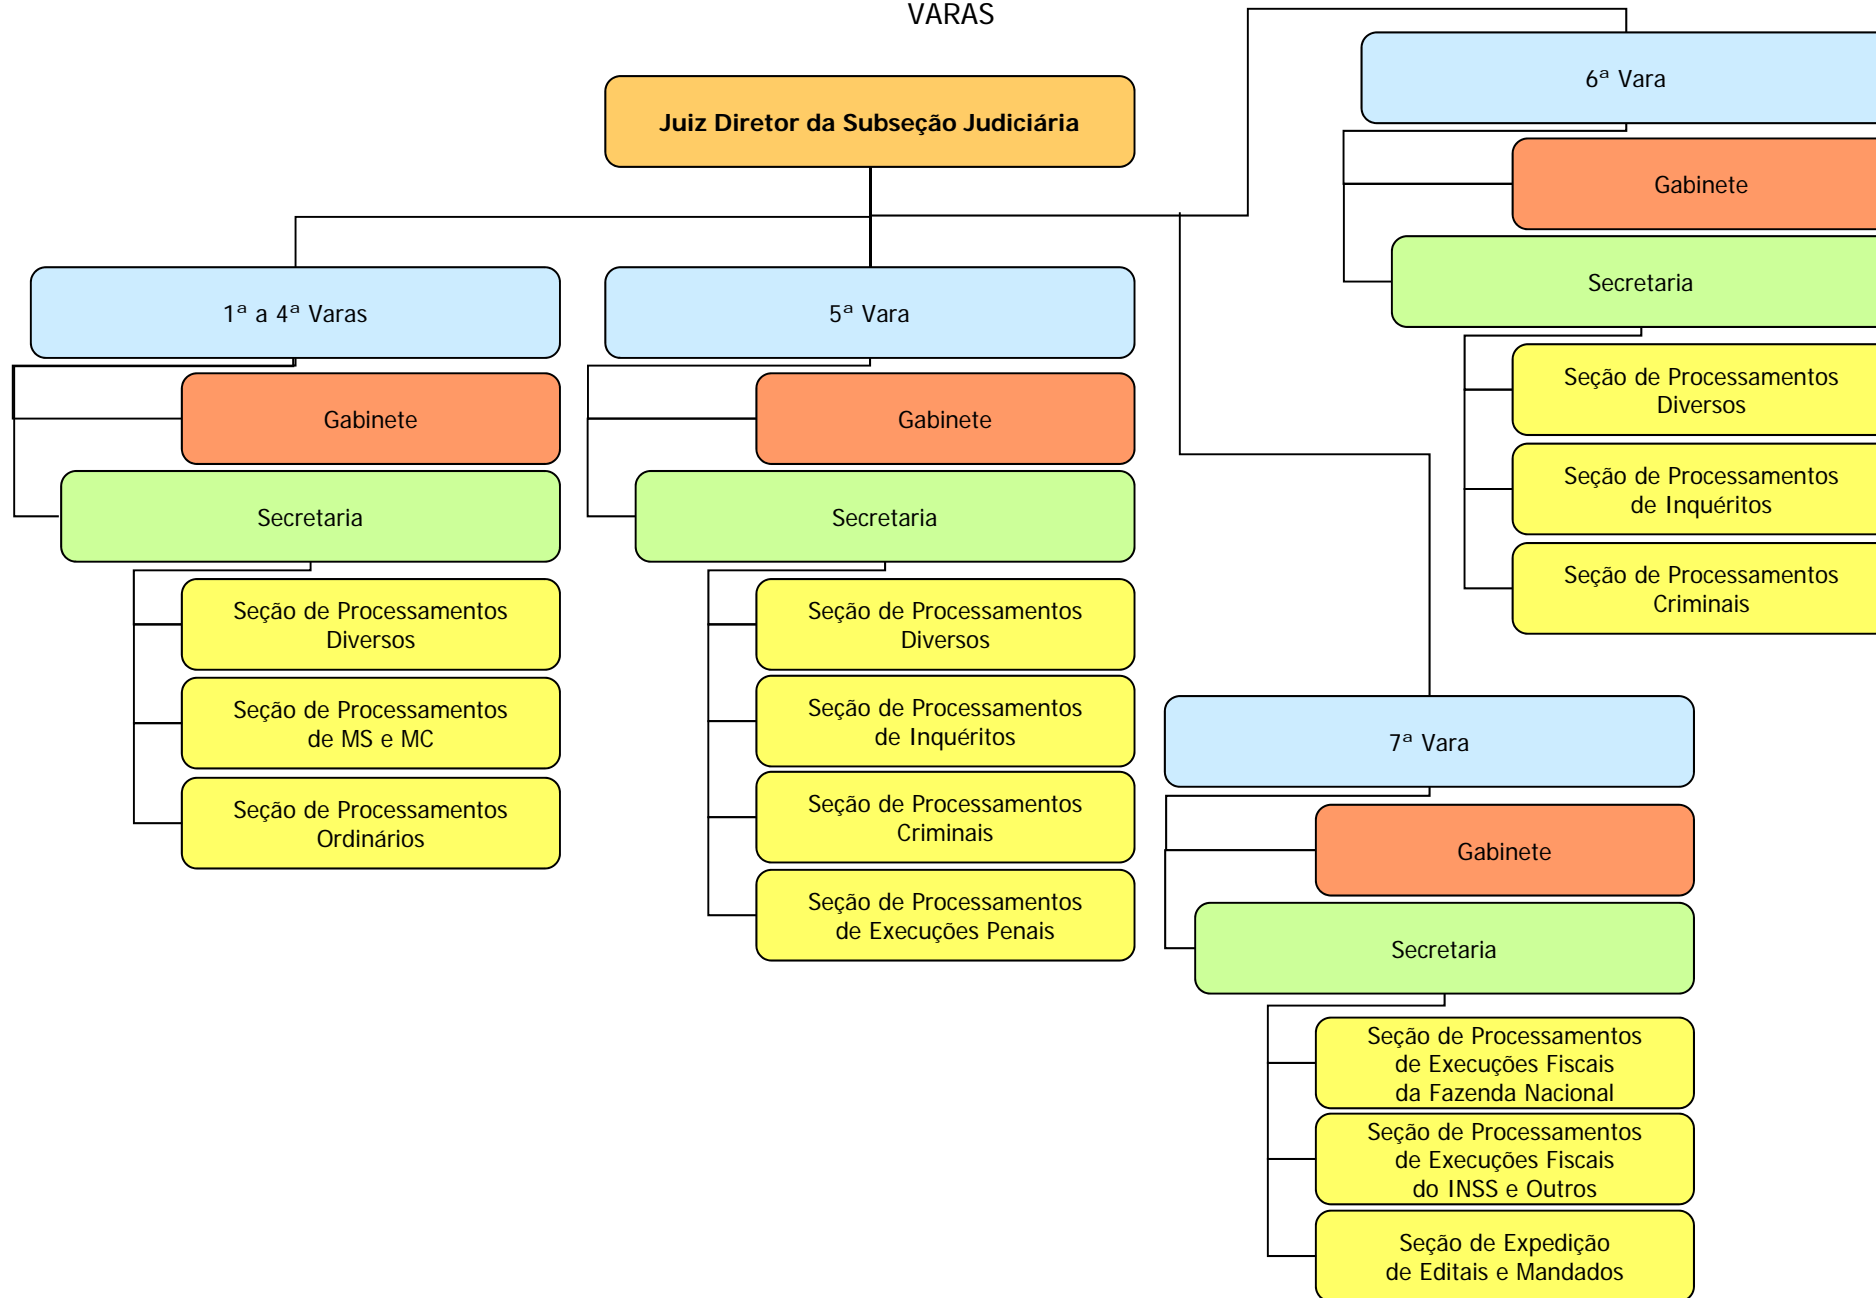 VARAS
Juiz Diretor da Subseção Judiciária
1ª a 4ª Varas
Gabinete
Secretaria
Seção de Processamentos
Diversos
Seção de Processamentos
de MS e MC
Seção de Processamentos
Ordinários
5ª Vara
Gabinete
Secretaria
Seção de Processamentos
Diversos
Seção de Processamentos
de Inquéritos
Seção de Processamentos
Criminais
Seção de Processamentos
de Execuções Penais
6ª Vara
Gabinete
Secretaria
Seção de Processamentos
Diversos
Seção de Processamentos
de Inquéritos
Seção de Processamentos
Criminais
7ª Vara
Gabinete
Secretaria
Seção de Processamentos
de Execuções Fiscais
da Fazenda Nacional
Seção de Processamentos
de Execuções Fiscais
do INSS e Outros
Seção de Expedição
de Editais e Mandados